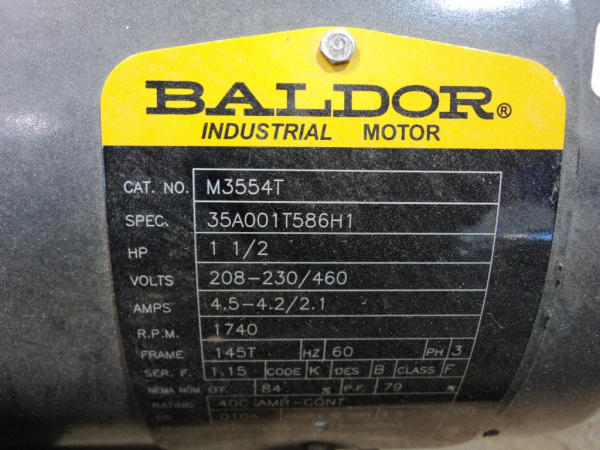 BALDOR®
INDUSTRIAL MOTOR
CAT. NO. M3554T
SPEC. 35A001T586H1
HP 1 1/2
VOLTS 208-230/460
AMPS 4.5-4.2/2.1
R.P.M. 1740
FRAME 145T HZ 60 PH 3
SER. F. 1.15 CODE K DES B CLASS F
NEMA NOM. 84 % P.F. 79 %
RATING 40C AMB-CONT